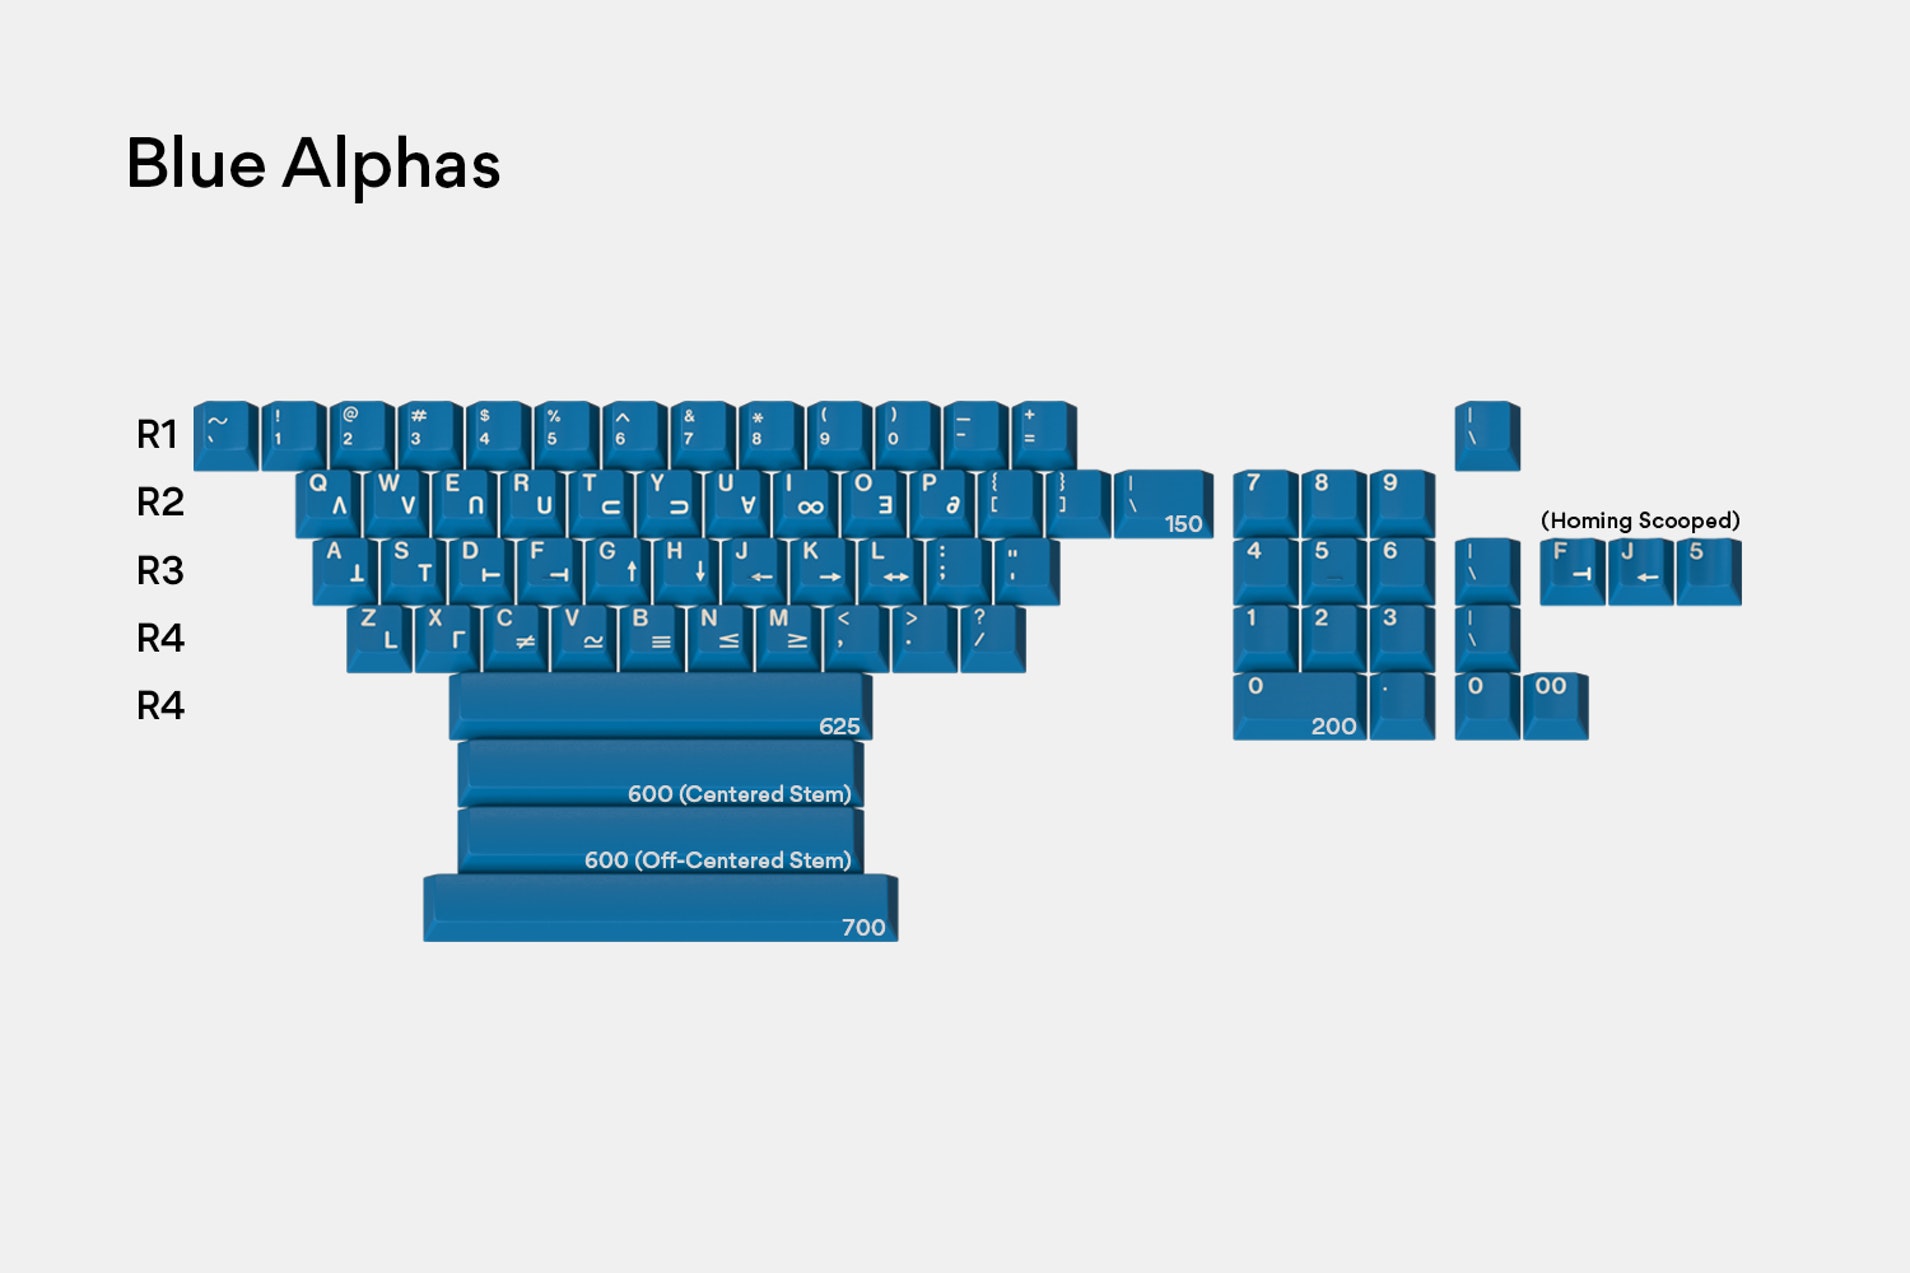 Blue Alphas
R1 ~ ! @ # $ % ^ & * ( ) _ + |
` 1 2 3 4 5 6 7 8 9 0 - = \
R2 Q W E R T Y U I O P { } | 7 8 9
∧ ∨ ∩ ∪ ⊂ ⊃ ∀ ∞ ∃ ∂ [ ] \ 150
(Homing Scooped)
R3 A S D F G H J K L : " 4 5 6 | F J 5
⊥ ⊤ ⊢ ⊣ ↑ ↓ ← → ↔ ; ' \ ⊣ ←
R4 Z X C V B N M < > ? 1 2 3 |
L Γ ≠ ≃ ≡ ≤ ≥ , . / \
R4 0 . 0 00
625 200
600 (Centered Stem)
600 (Off-Centered Stem)
700